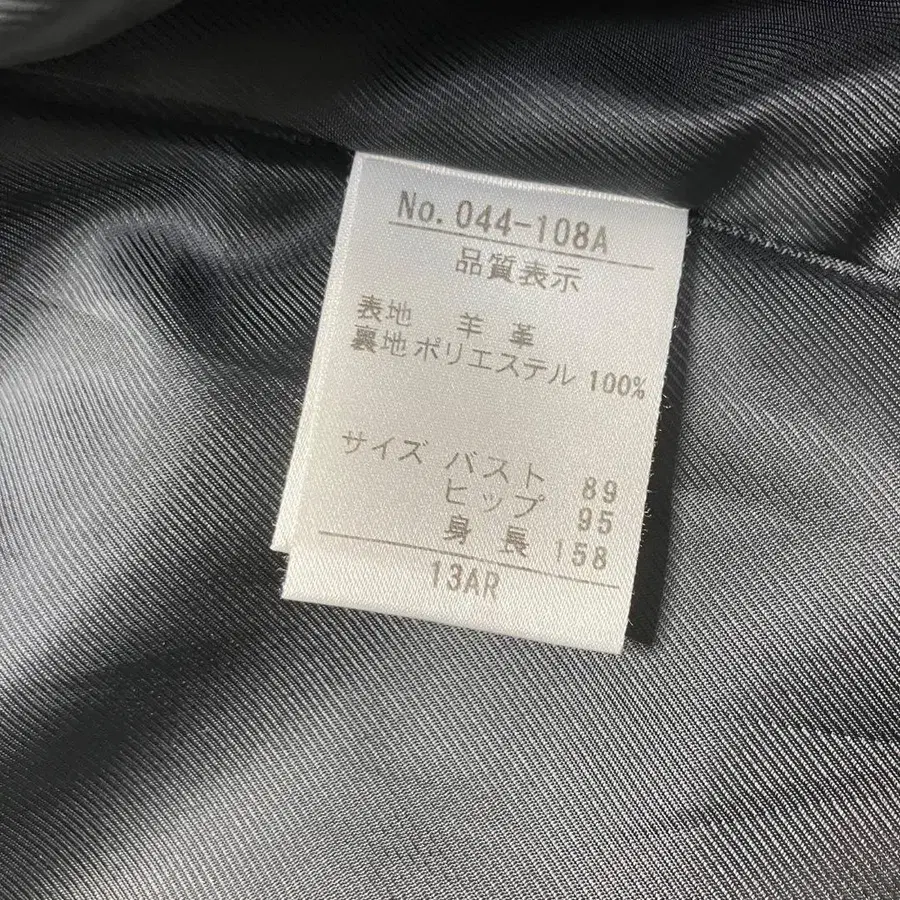 No. 044-108A
品質表示
表地 羊革
裏地 ポリエステル 100%
サイズ バスト 89
ヒップ 95
身長 158
13AR